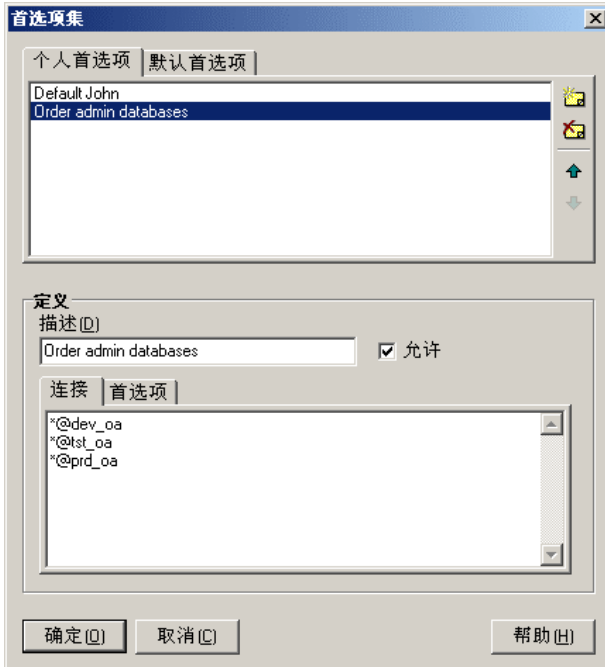 首选项集
个人首选项 默认首选项
Default John
Order admin databases
定义
描述(D)
Order admin databases 允许
连接 首选项
*@dev_oa
*@tst_oa
*@prd_oa
确定(O) 取消(C) 帮助(H)